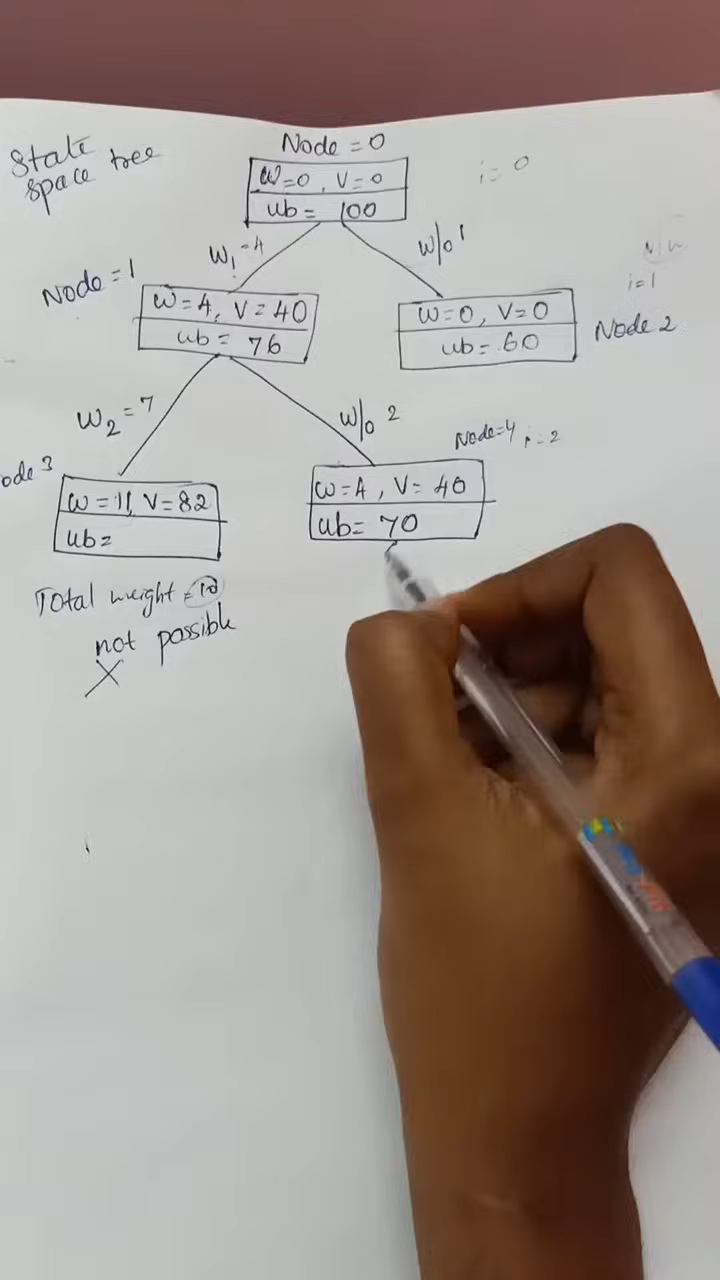 State
space tree
Node = 0
w=0, V=0
ub= 100
i= 0
w₁=4
w/o 1
Node =1
w=4, V=40
ub= 76
w=0, V=0
ub= 60
i=1
Node 2
w₂=7
w/o 2
Node=4, i=2
ode 3
w=11, V=82
ub=
w=4, V= 40
ub= 70
Total weight = 10
not possible
X